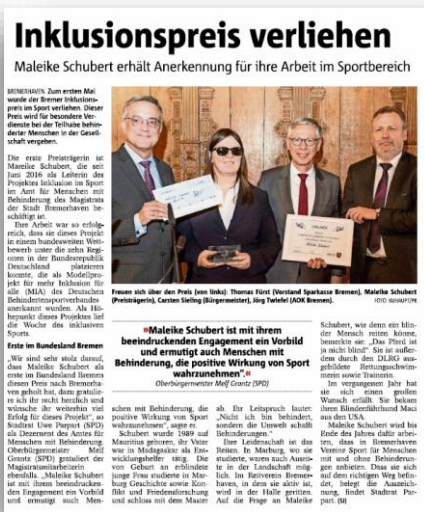 Inklusionspreis verliehen
Maleike Schubert erhält Anerkennung für ihre Arbeit im Sportbereich
BREMERHAVEN Zum ersten Mal
wurde der Bremer Inklusions-
preis im Sport verliehen. Dieser
Preis wird für besondere Ver-
dienste bei der Teilhabe behin-
derter Menschen in der Gesell-
schaft vergeben.
Die erste Preisträgerin ist
Mareike Schubert, die seit
Juni 2016 als Leiterin des
Projektes Inklusion im Sport
im Amt für Menschen mit
Behinderung des Magistrats
der Stadt Bremerhaven be-
schäftigt ist.
Ihre Arbeit war so erfolg-
reich, dass sie dieses Projekt
in einem bundesweiten Wett-
bewerb unter die zehn Regio-
nen in der Bundesrepublik
Deutschland platzieren
konnte, die als Modellpro-
jekt für mehr Inklusion für
alle (MIA) des Deutschen
Behindertensportverbandes
anerkannt wurden. Als Hö-
hepunkt dieses Projektes lief
die Woche des inklusiven
Sports.
Erste im Bundesland Bremen
„Wir sind sehr stolz darauf,
dass Maleike Schubert als
erste im Bundesland Bremen
diesen Preis nach Bremerha-
ven geholt hat, dazu gratulie-
re ich ihr recht herzlich und
wünsche ihr weiterhin viel
Erfolg für dieses Projekt", so
Stadtrat Uwe Parpart (SPD)
als Dezernent des Amtes für
Menschen mit Behinderung.
Oberbürgermeister Melf
Grantz (SPD) gratuliert der
Magistratsmitarbeiterin
ebenfalls. „Maleike Schubert
ist mit ihrem beeindrucken-
den Engagement ein Vorbild
und ermutigt auch Men-
Freuen sich über den Preis (von links): Thomas Fürst (Vorstand Sparkasse Bremen), Maleike Schubert
(Preisträgerin), Carsten Sieling (Bürgermeister), Jörg Twiefel (AOK Bremen).
»Maleike Schubert ist mit ihrem
beeindruckenden Engagement ein Vorbild
und ermutigt auch Menschen mit
Behinderung, die positive Wirkung von Sport
wahrzunehmen".«
Oberbürgermeister Melf Grantz (SPD)
schen mit Behinderung, die
positive Wirkung von Sport
wahrzunehmen", sagte er.
Schubert wurde 1989 auf
Mauritius geboren, ihr Vater
war in Madagaskar als Ent-
wicklungshelfer tätig. Die
von Geburt an erblindete
junge Frau studierte in Mar-
burg Geschichte sowie Kon-
flikt und Friedensforschung
und schloss mit dem Master
ab. Ihr Leitspruch lautet:
„Nicht ich bin behindert,
sondern die Umwelt schafft
Behinderungen."
Ihre Leidenschaft ist das
Reiten. In Marburg, wo sie
studierte, waren auch Ausrit-
te in der Landschaft mög-
lich. Im Reitverein Bremer-
haven, in dem sie aktiv ist,
wird in der Halle geritten.
Auf die Frage an Maleike
Schubert, wie denn ein blin-
der Mensch reiten könne,
bemerkte sie: „Das Pferd ist
ja nicht blind". Sie ist außer-
dem durch den DLRG aus-
gebildete Rettungsschwim-
merin sowie Trainerin.
Im vergangenen Jahr hat
sie sich einen großen
Wunsch erfüllt. Sie bekam
ihren Blindenführhund Maci
aus den USA.
Maleike Schubert wird bis
Ende des Jahres dafür arbei-
ten, dass in Bremerhaven
Vereine Sport für Menschen
mit und ohne Behinderun-
gen anbieten. Dass sie sich
auf dem richtigen Weg befin-
det, belegt die Auszeich-
nung, findet Stadtrat Par-
part.